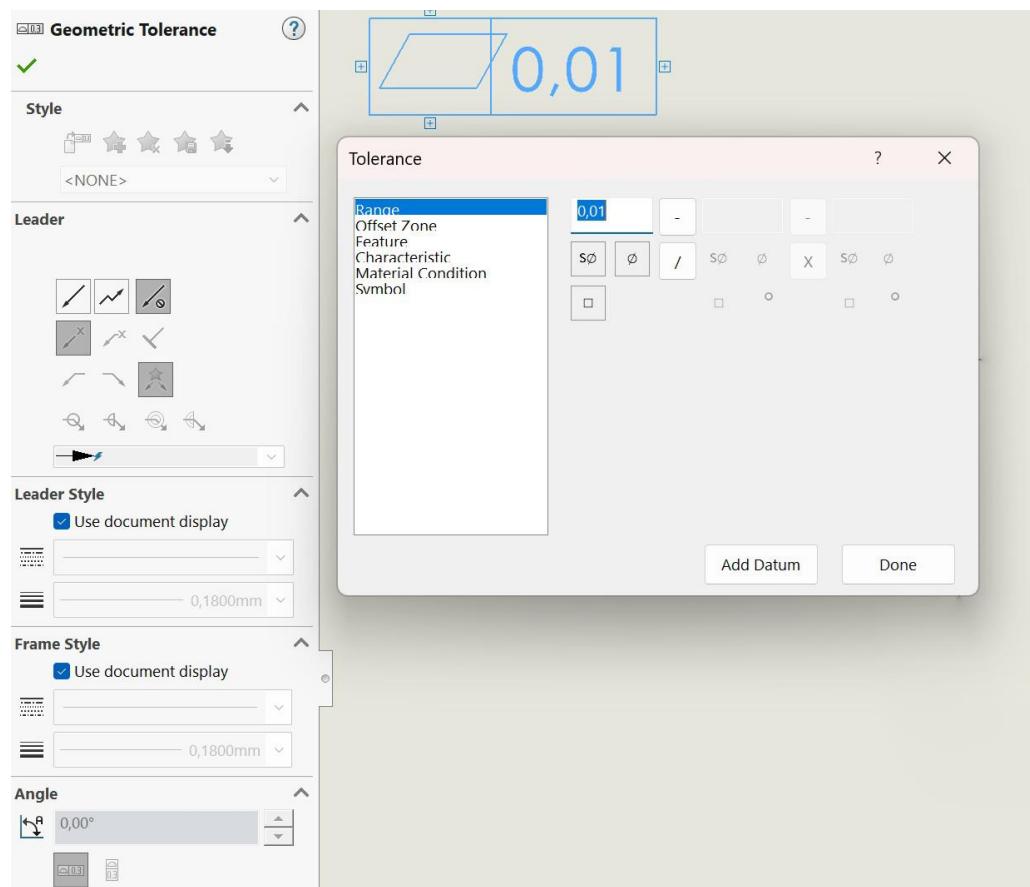 Geometric Tolerance
?
Style
<NONE>
Leader
Leader Style
Use document display
0,1800mm
Frame Style
Use document display
0,1800mm
Angle
0,00°
0,01
Tolerance
?
Range
Offset Zone
Feature
Characteristic
Material Condition
Symbol
0,01
-
-
SØ Ø / SØ Ø X SØ Ø
Add Datum
Done